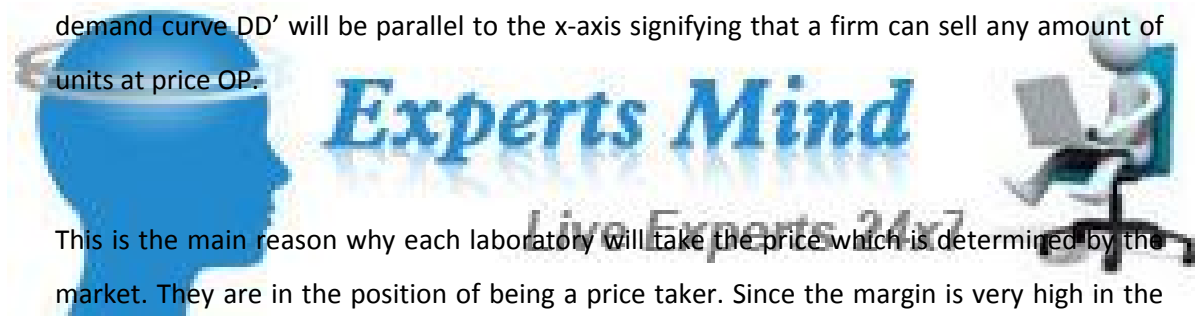 demand curve DD’ will be parallel to the x-axis signifying that a firm can sell any amount of
units at price OP.
Experts Mind
Live Experts 24x7
This is the main reason why each laboratory will take the price which is determined by the
market. They are in the position of being a price taker. Since the margin is very high in the